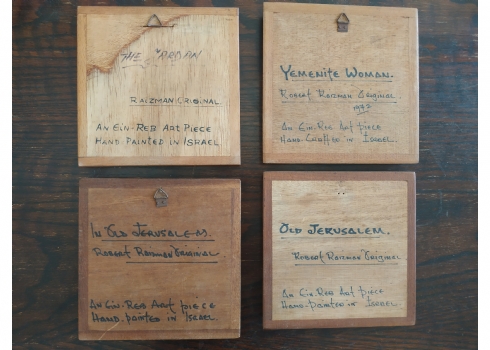 THE
RAIZMAN ORIGINAL
AN EIN-REB ART PIECE
HAND-PAINTED IN ISRAEL
YEMENITE WOMAN.
ROBERT RAIZMAN ORIGINAL
AN EIN-REB ART PIECE
HAND-CRAFTED IN ISRAEL.
IN OLD JERUSALEM.
ROBERT RAIZMAN ORIGINAL
AN EIN-REB ART PIECE
HAND-PAINTED IN ISRAEL.
OLD JERUSALEM.
ROBERT RAIZMAN ORIGINAL
AN EIN-REB ART PIECE
HAND-PAINTED IN ISRAEL